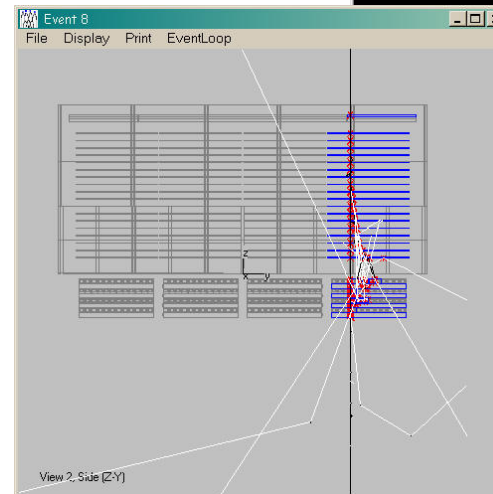 Event 8
File Display Print EventLoop
z
x y
View 2, Side (Z-Y)